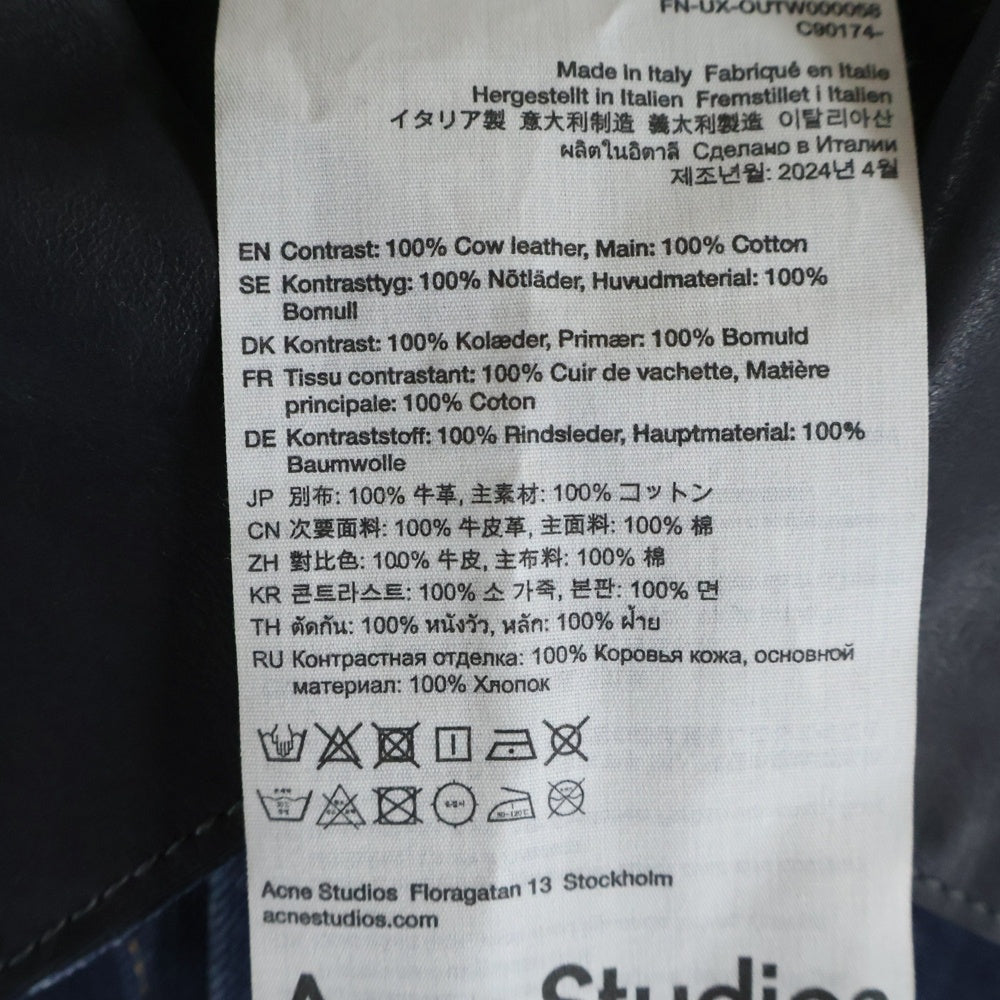 FN-UX-OUTW000058
C90174-
Made in Italy Fabriqué en Italie
Hergestellt in Italien Fremstillet i Italien
イタリア製 意大利制造 義大利製造 이탈리아산
ผลิตในอิตาลี Сделано в Италии
제조년월: 2024년 4월
EN Contrast: 100% Cow leather, Main: 100% Cotton
SE Kontrasttyg: 100% Nötläder, Huvudmaterial: 100%
Bomull
DK Kontrast: 100% Kolæder, Primær: 100% Bomuld
FR Tissu contrastant: 100% Cuir de vachette, Matière
principale: 100% Coton
DE Kontraststoff: 100% Rindsleder, Hauptmaterial: 100%
Baumwolle
JP 別布: 100% 牛革, 主素材: 100% コットン
CN 次要面料: 100% 牛皮革, 主面料: 100% 棉
ZH 對比色: 100% 牛皮, 主布料: 100% 棉
KR 콘트라스트: 100% 소 가죽, 본판: 100% 면
TH ตัดกัน: 100% หนังวัว, หลัก: 100% ฝ้าย
RU Контрастная отделка: 100% Коровья кожа, основной
материал: 100% Хлопок
80-120℃
Acne Studios Floragatan 13 Stockholm
acnestudios.com
Studios